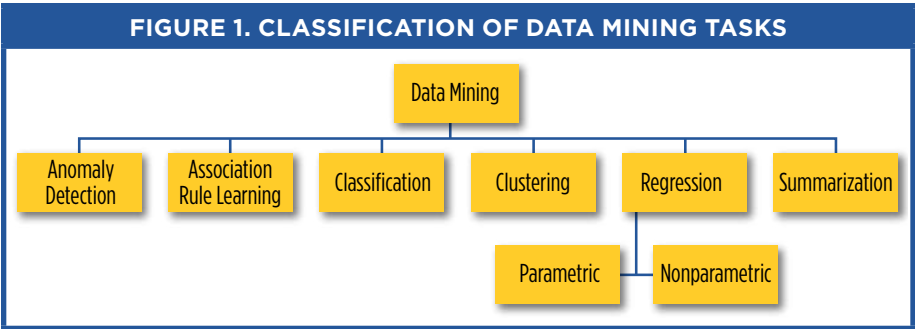 FIGURE 1. CLASSIFICATION OF DATA MINING TASKS
Data Mining
Anomaly
Detection
Association
Rule Learning
Classification
Clustering
Regression
Summarization
Parametric
Nonparametric